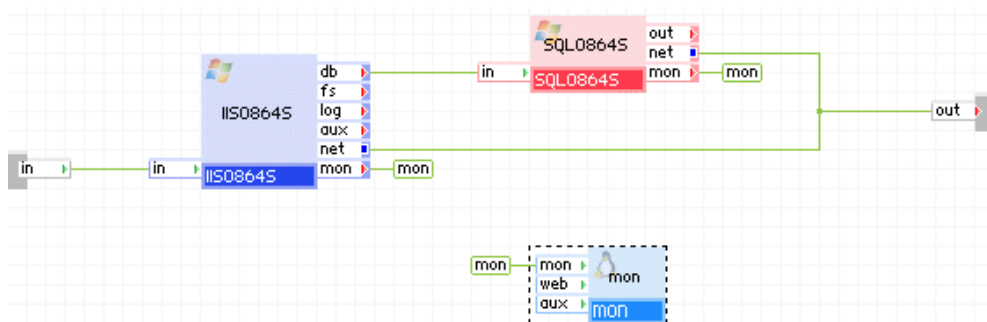 out
SQL0864S
net
db
in
SQL0864S
mon
mon
fs
IIS0864S
log
out
aux
net
in
in
IIS0864S
mon
mon
mon
mon
mon
web
aux
mon